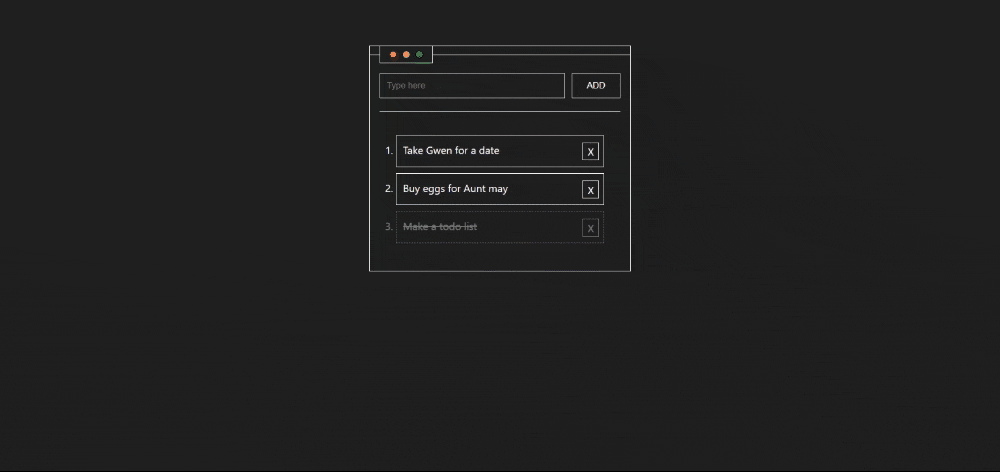 Type here
ADD
1. Take Gwen for a date X
2. Buy eggs for Aunt may X
3. Make a todo list X